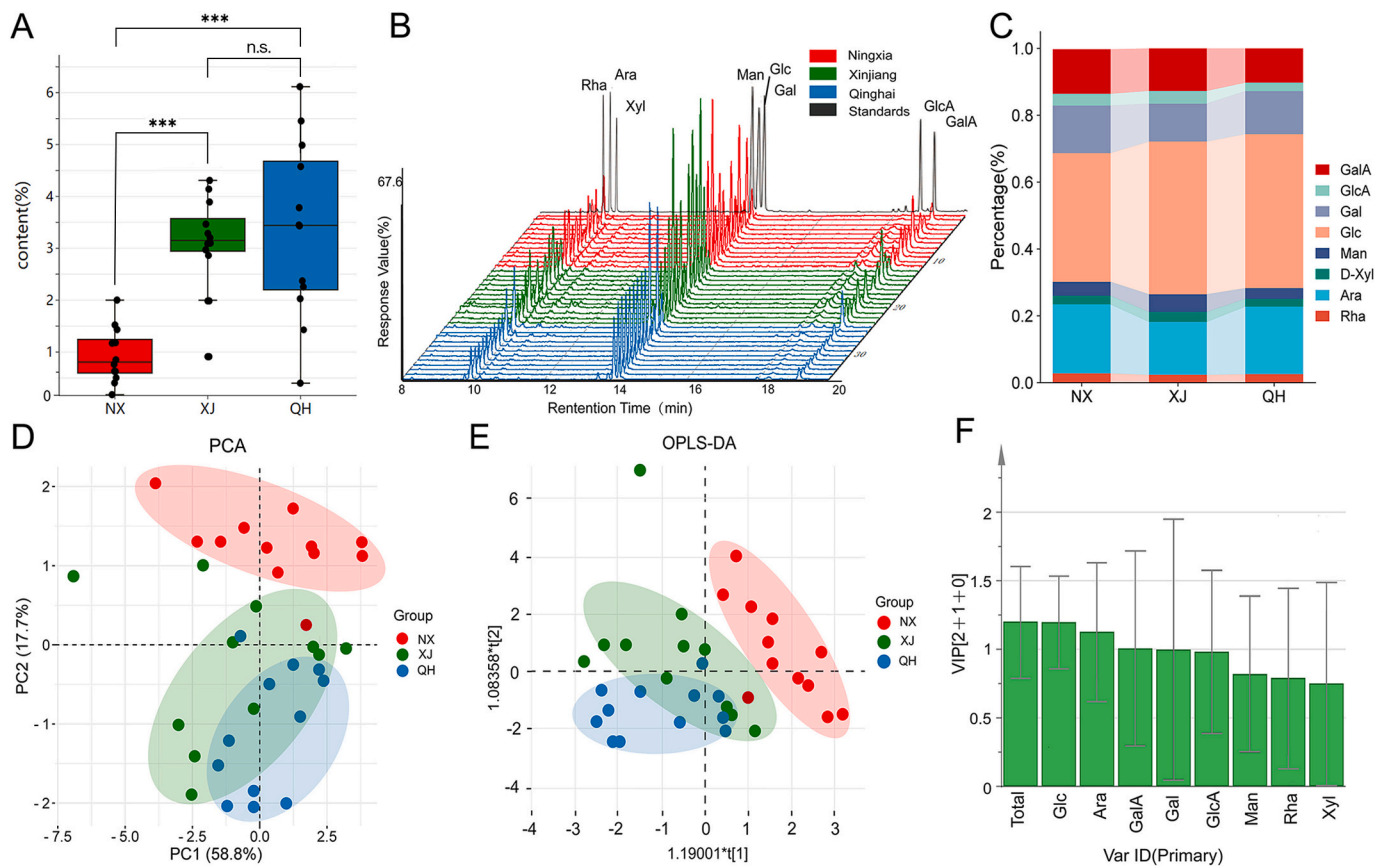 A
***
n.s.
***
content(%)
6
5
4
3
2
1
0
NX
XJ
QH
B
Ningxia
Xinjiang
Qinghai
Standards
Rha
Ara
Xyl
Man
Glc
Gal
GlcA
GalA
67.6
Response Value(%)
10
20
30
8
10
12
14
16
18
20
Rentention Time (min)
C
Percentage(%)
1.0
0.8
0.6
0.4
0.2
0.0
NX
XJ
QH
GalA
GlcA
Gal
Glc
Man
D-Xyl
Ara
Rha
D
PCA
PC2 (17.7%)
2
1
0
- 1
-2
- 7.5
-5.0
-2.5
0.0
2.5
PC1 (58.8%)
Group
NX
XJ
QH
E
OPLS-DA
1.08358*t[2]
6
4
2
0
-2
-4
-4
-3
-2
-1
0
1
2
3
1.19001*t[1]
Group
NX
XJ
QH
F
VIP[2+1+0]
2
1.5
1
0.5
0
Total
Glc
Ara
GalA
Gal
GlcA
Man
Rha
Xyl
Var ID(Primary)